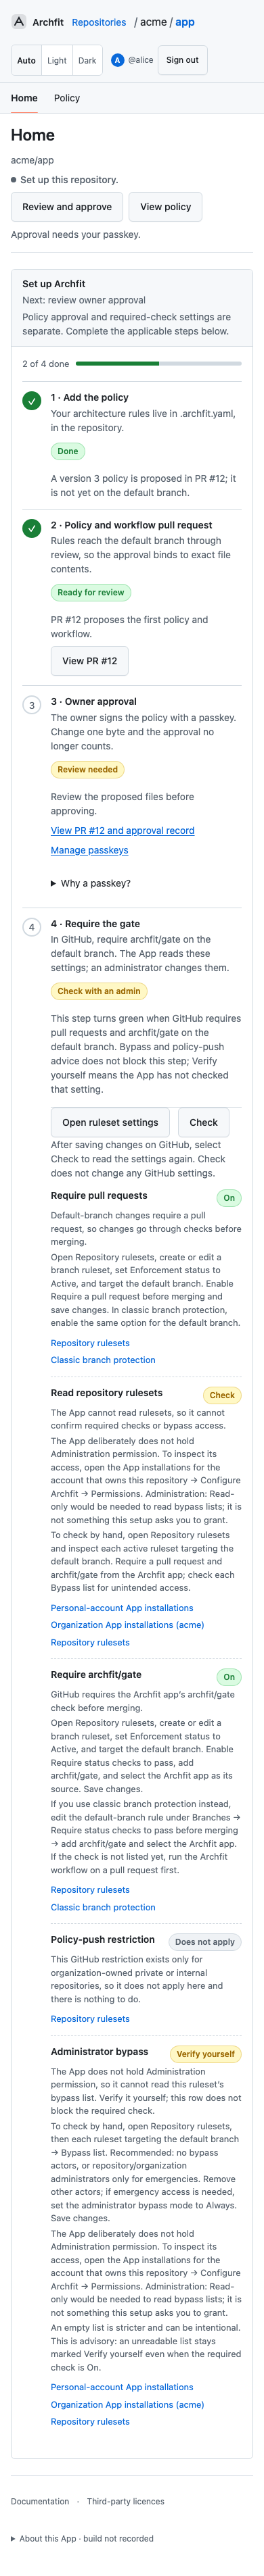 Archfit Repositories / acme / app
Auto Light Dark A @alice Sign out
Home Policy
Home
acme/app
Set up this repository.
Review and approve View policy
Approval needs your passkey.
Set up Archfit
Next: review owner approval
Policy approval and required-check settings are
separate. Complete the applicable steps below.
2 of 4 done
1 · Add the policy
Your architecture rules live in .archfit.yaml,
in the repository.
Done
A version 3 policy is proposed in PR #12; it
is not yet on the default branch.
2 · Policy and workflow pull request
Rules reach the default branch through
review, so the approval binds to exact file
contents.
Ready for review
PR #12 proposes the first policy and
workflow.
View PR #12
3
3 · Owner approval
The owner signs the policy with a passkey.
Change one byte and the approval no
longer counts.
Review needed
Review the proposed files before
approving.
View PR #12 and approval record
Manage passkeys
Why a passkey?
4
4 · Require the gate
In GitHub, require archfit/gate on the
default branch. The App reads these
settings; an administrator changes them.
Check with an admin
This step turns green when GitHub requires
pull requests and archfit/gate on the
default branch. Bypass and policy-push
advice does not block this step; Verify
yourself means the App has not checked
that setting.
Open ruleset settings Check
After saving changes on GitHub, select
Check to read the settings again. Check
does not change any GitHub settings.
Require pull requests On
Default-branch changes require a pull
request, so changes go through checks before
merging.
Open Repository rulesets, create or edit a
branch ruleset, set Enforcement status to
Active, and target the default branch. Enable
Require a pull request before merging and
save changes. In classic branch protection,
enable the same option for the default branch.
Repository rulesets
Classic branch protection
Read repository rulesets Check
The App cannot read rulesets, so it cannot
confirm required checks or bypass access.
The App deliberately does not hold
Administration permission. To inspect its
access, open the App installations for the
account that owns this repository → Configure
Archfit → Permissions. Administration: Read-
only would be needed to read bypass lists; it is
not something this setup asks you to grant.
To check by hand, open Repository rulesets
and inspect each active ruleset targeting the
default branch. Require a pull request and
archfit/gate from the Archfit app; check each
Bypass list for unintended access.
Personal-account App installations
Organization App installations (acme)
Repository rulesets
Require archfit/gate On
GitHub requires the Archfit app's archfit/gate
check before merging.
Open Repository rulesets, create or edit a
branch ruleset, set Enforcement status to
Active, and target the default branch. Enable
Require status checks to pass, add
archfit/gate, and select the Archfit app as its
source. Save changes.
If you use classic branch protection instead,
edit the default-branch rule under Branches →
Require status checks to pass before merging
→ add archfit/gate and select the Archfit app.
If the check is not listed yet, run the Archfit
workflow on a pull request first.
Repository rulesets
Classic branch protection
Policy-push restriction Does not apply
This GitHub restriction exists only for
organization-owned private or internal
repositories, so it does not apply here and
there is nothing to do.
Repository rulesets
Administrator bypass Verify yourself
The App does not hold Administration
permission, so it cannot read this ruleset's
bypass list. Verify it yourself; this row does not
block the required check.
To check by hand, open Repository rulesets,
then each ruleset targeting the default branch
→ Bypass list. Recommended: no bypass
actors, or repository/organization
administrators only for emergencies. Remove
other actors; if emergency access is needed,
set the administrator bypass mode to Always.
Save changes.
The App deliberately does not hold
Administration permission. To inspect its
access, open the App installations for the
account that owns this repository → Configure
Archfit → Permissions. Administration: Read-
only would be needed to read bypass lists; it is
not something this setup asks you to grant.
An empty list is stricter and can be intentional.
This is advisory: an unreadable list stays
marked Verify yourself even when the required
check is On.
Personal-account App installations
Organization App installations (acme)
Repository rulesets
Documentation · Third-party licences
About this App · build not recorded